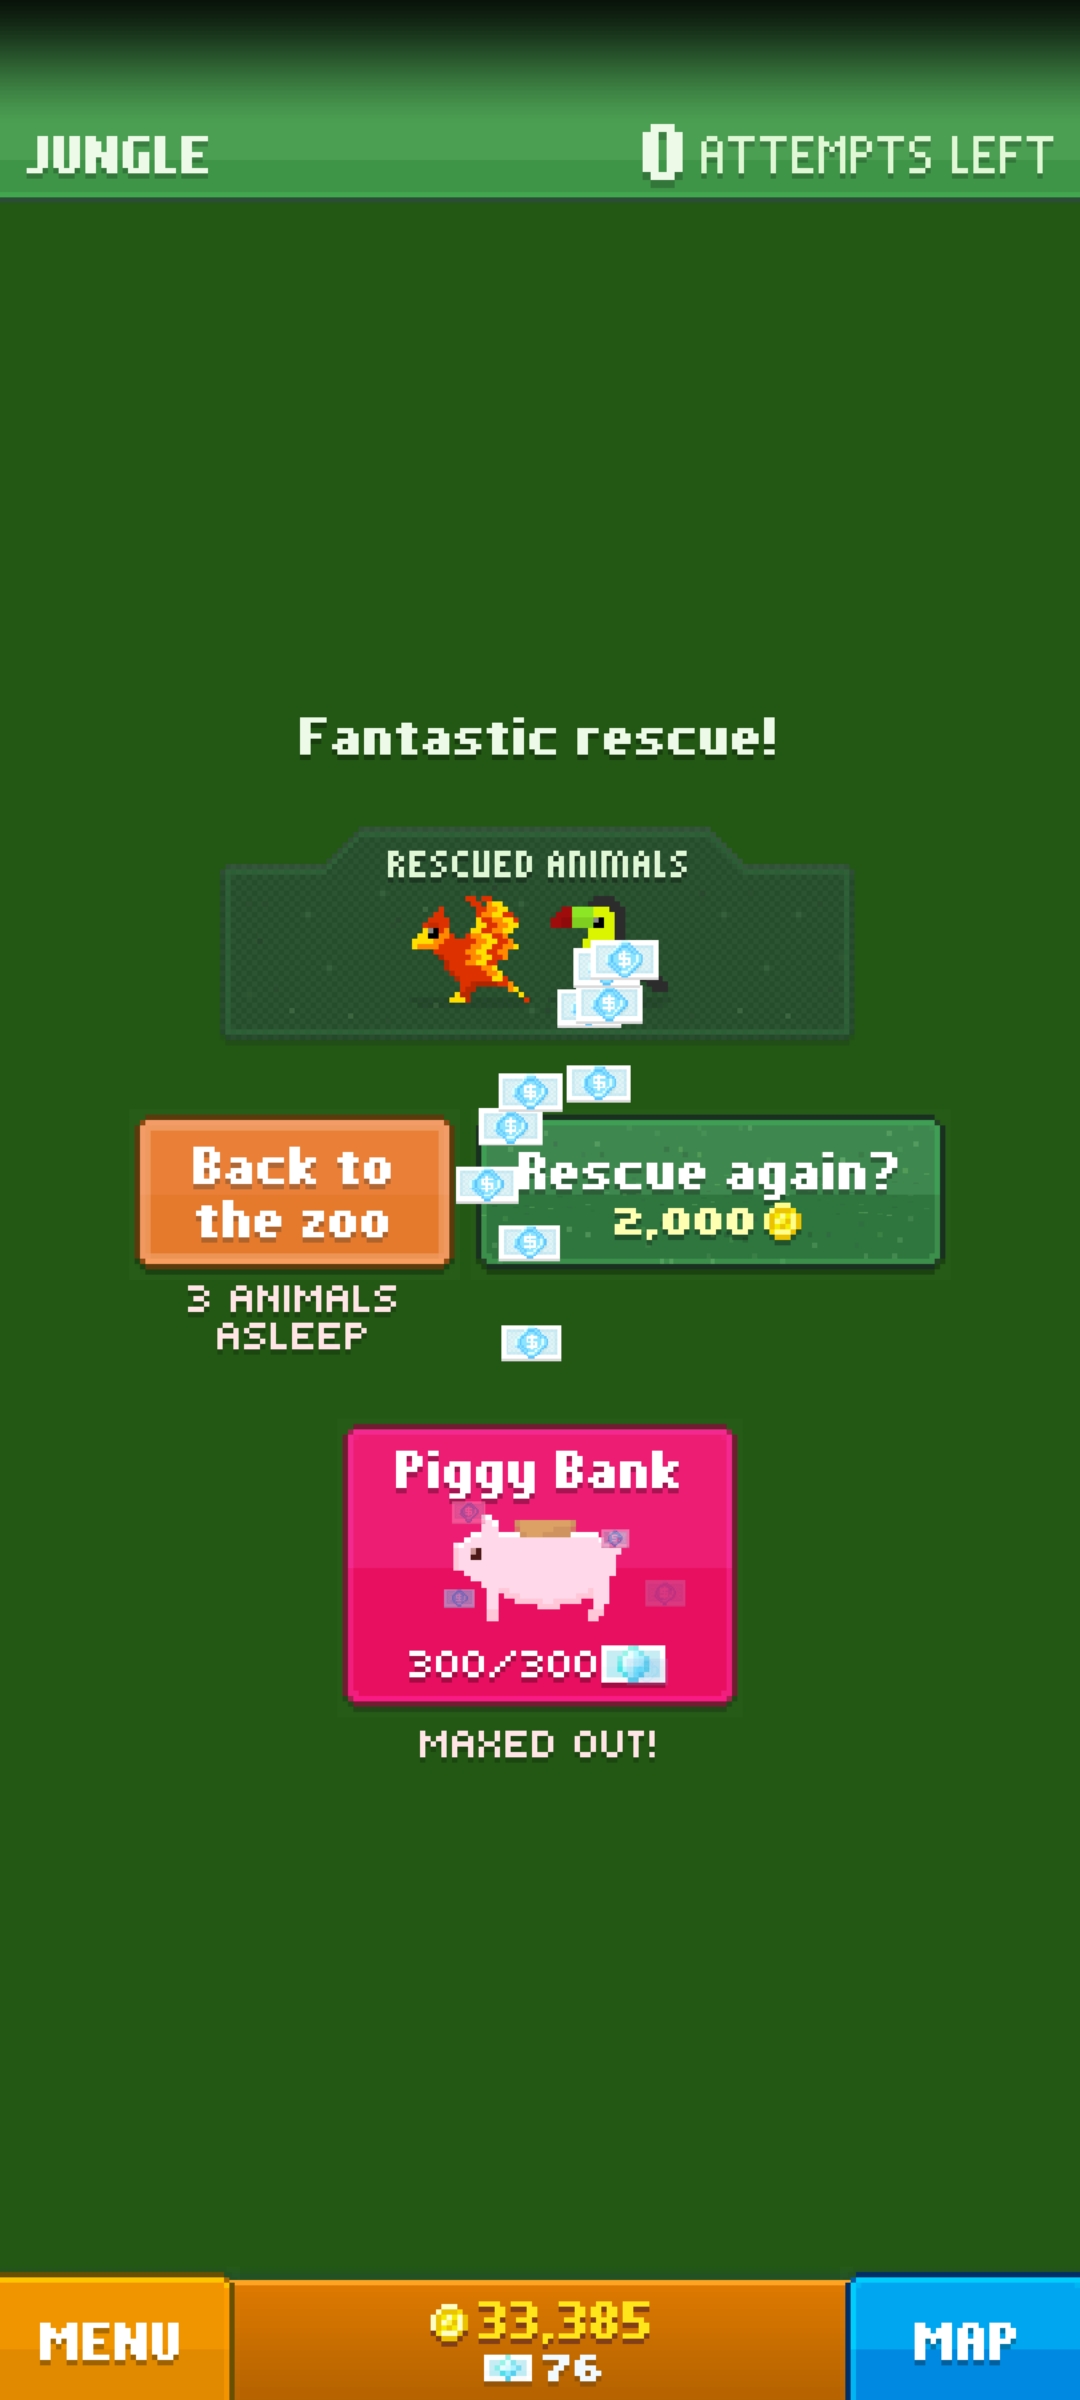 JUNGLE
0 ATTEMPTS LEFT
Fantastic rescue!
RESCUED ANIMALS
Back to
the zoo
Rescue again?
2,000
3 ANIMALS
ASLEEP
Piggy Bank
300/300
MAXED OUT!
MENU
33,385
76
MAP